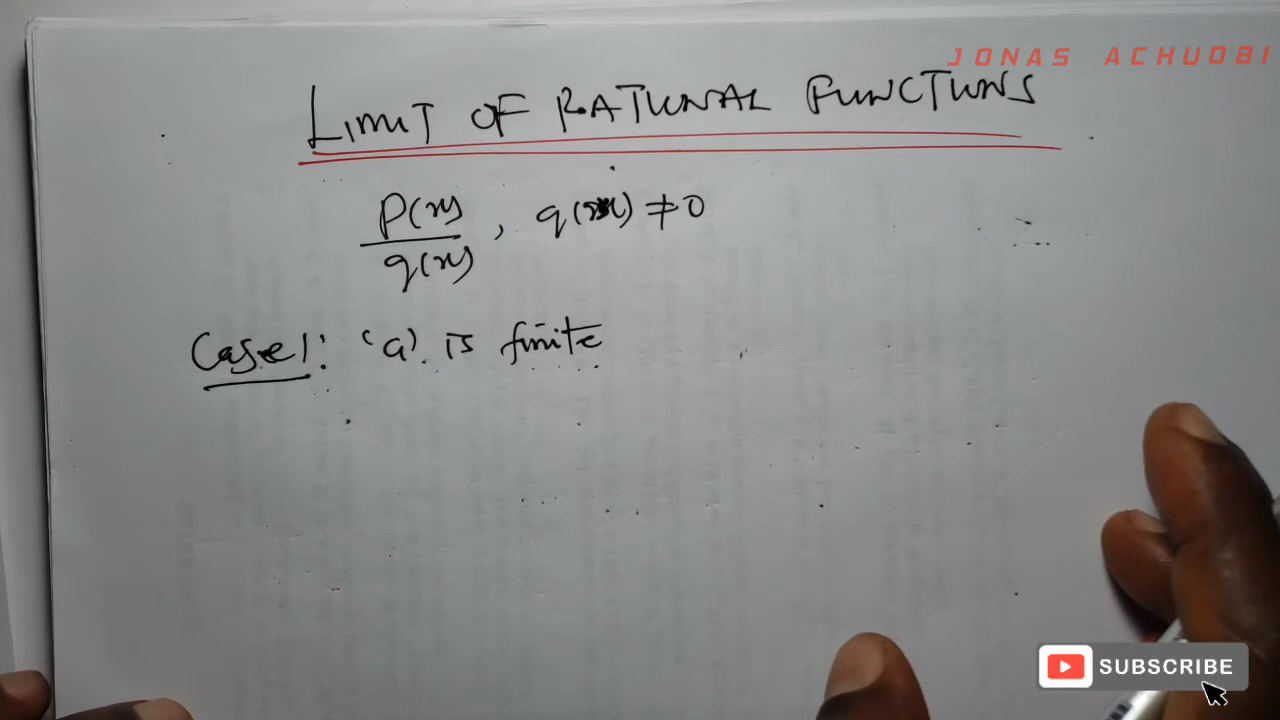 JONAS ACHUOBI
LIMIT OF RATIONAL FUNCTIONS
P(x)
q(x)
, q(x) ≠ 0
Case 1: 'a' is finite
SUBSCRIBE